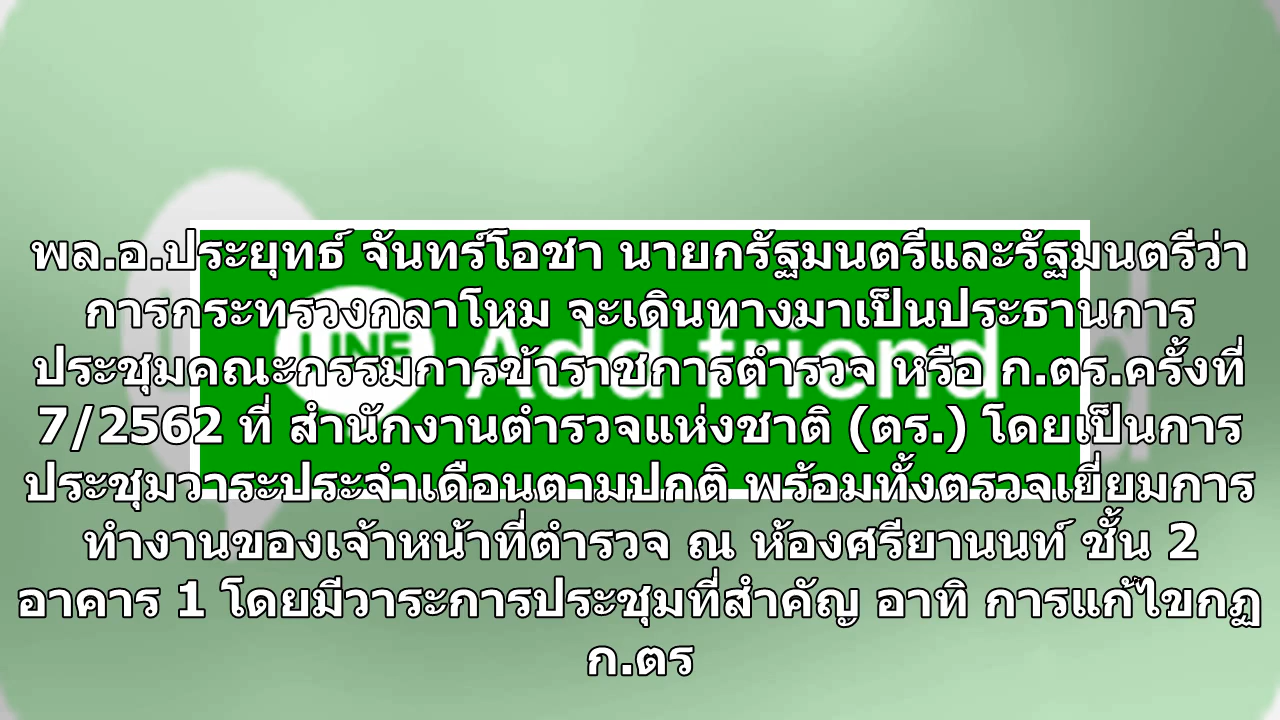 พล.อ.ประยุทธ์ จันทร์โอชา นายกรัฐมนตรีและรัฐมนตรีว่า
การกระทรวงกลาโหม จะเดินทางมาเป็นประธานการ
ประชุมคณะกรรมการข้าราชการตำรวจ หรือ ก.ตร.ครั้งที่
7/2562 ที่ สำนักงานตำรวจแห่งชาติ (ตร.) โดยเป็นการ
ประชุมวาระประจำเดือนตามปกติ พร้อมทั้งตรวจเยี่ยมการ
ทำงานของเจ้าหน้าที่ตำรวจ ณ ห้องศรียานนท์ ชั้น 2
อาคาร 1 โดยมีวาระการประชุมที่สำคัญ อาทิ การแก้ไขกฏ
ก.ตร
LINE
Add friend